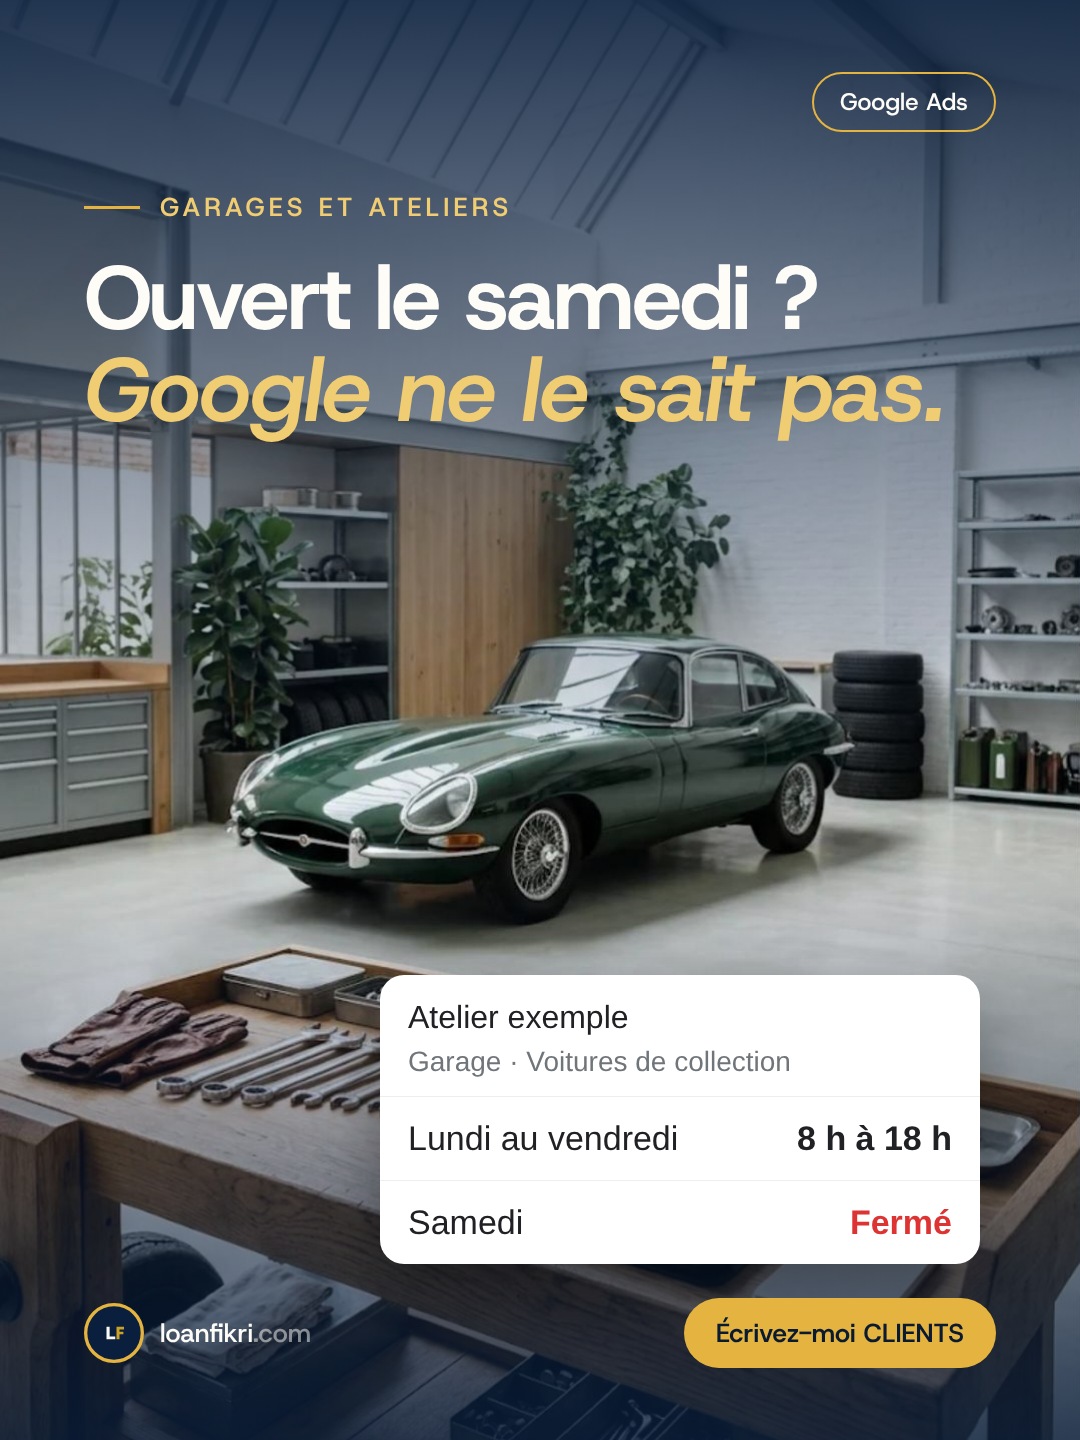 Google Ads
GARAGES ET ATELIERS
Ouvert le samedi ?
Google ne le sait pas.
Atelier exemple
Garage · Voitures de collection
Lundi au vendredi 8 h à 18 h
Samedi Fermé
LF loanfikri.com
Écrivez-moi CLIENTS